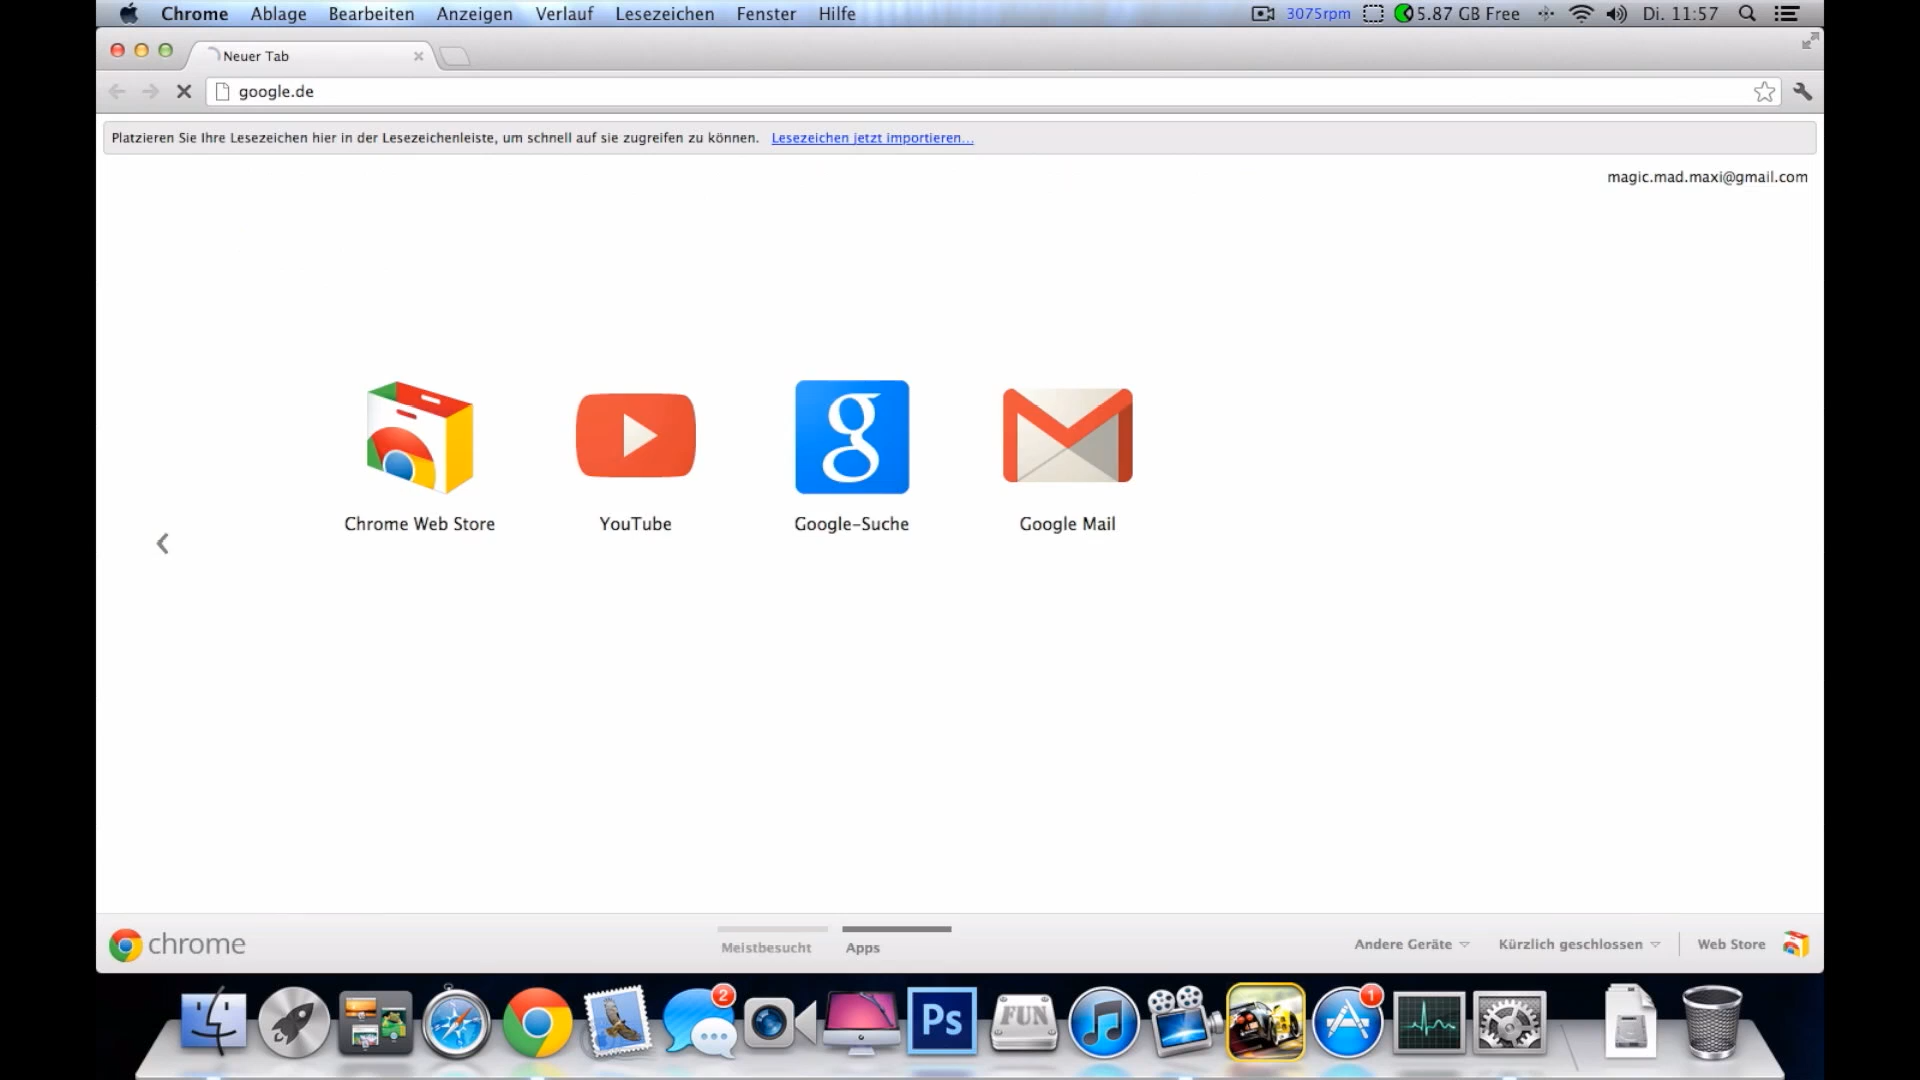 Chrome Ablage Bearbeiten Anzeigen Verlauf Lesezeichen Fenster Hilfe 3075rpm 5.87 GB Free Di. 11:57
Neuer Tab
google.de
Platzieren Sie Ihre Lesezeichen hier in der Lesezeichenleiste, um schnell auf sie zugreifen zu können. Lesezeichen jetzt importieren...
magic.mad.maxi@gmail.com
g
Chrome Web Store YouTube Google-Suche Google Mail
chrome Meistbesucht Apps Andere Geräte Kürzlich geschlossen Web Store
2 Ps FUN 1